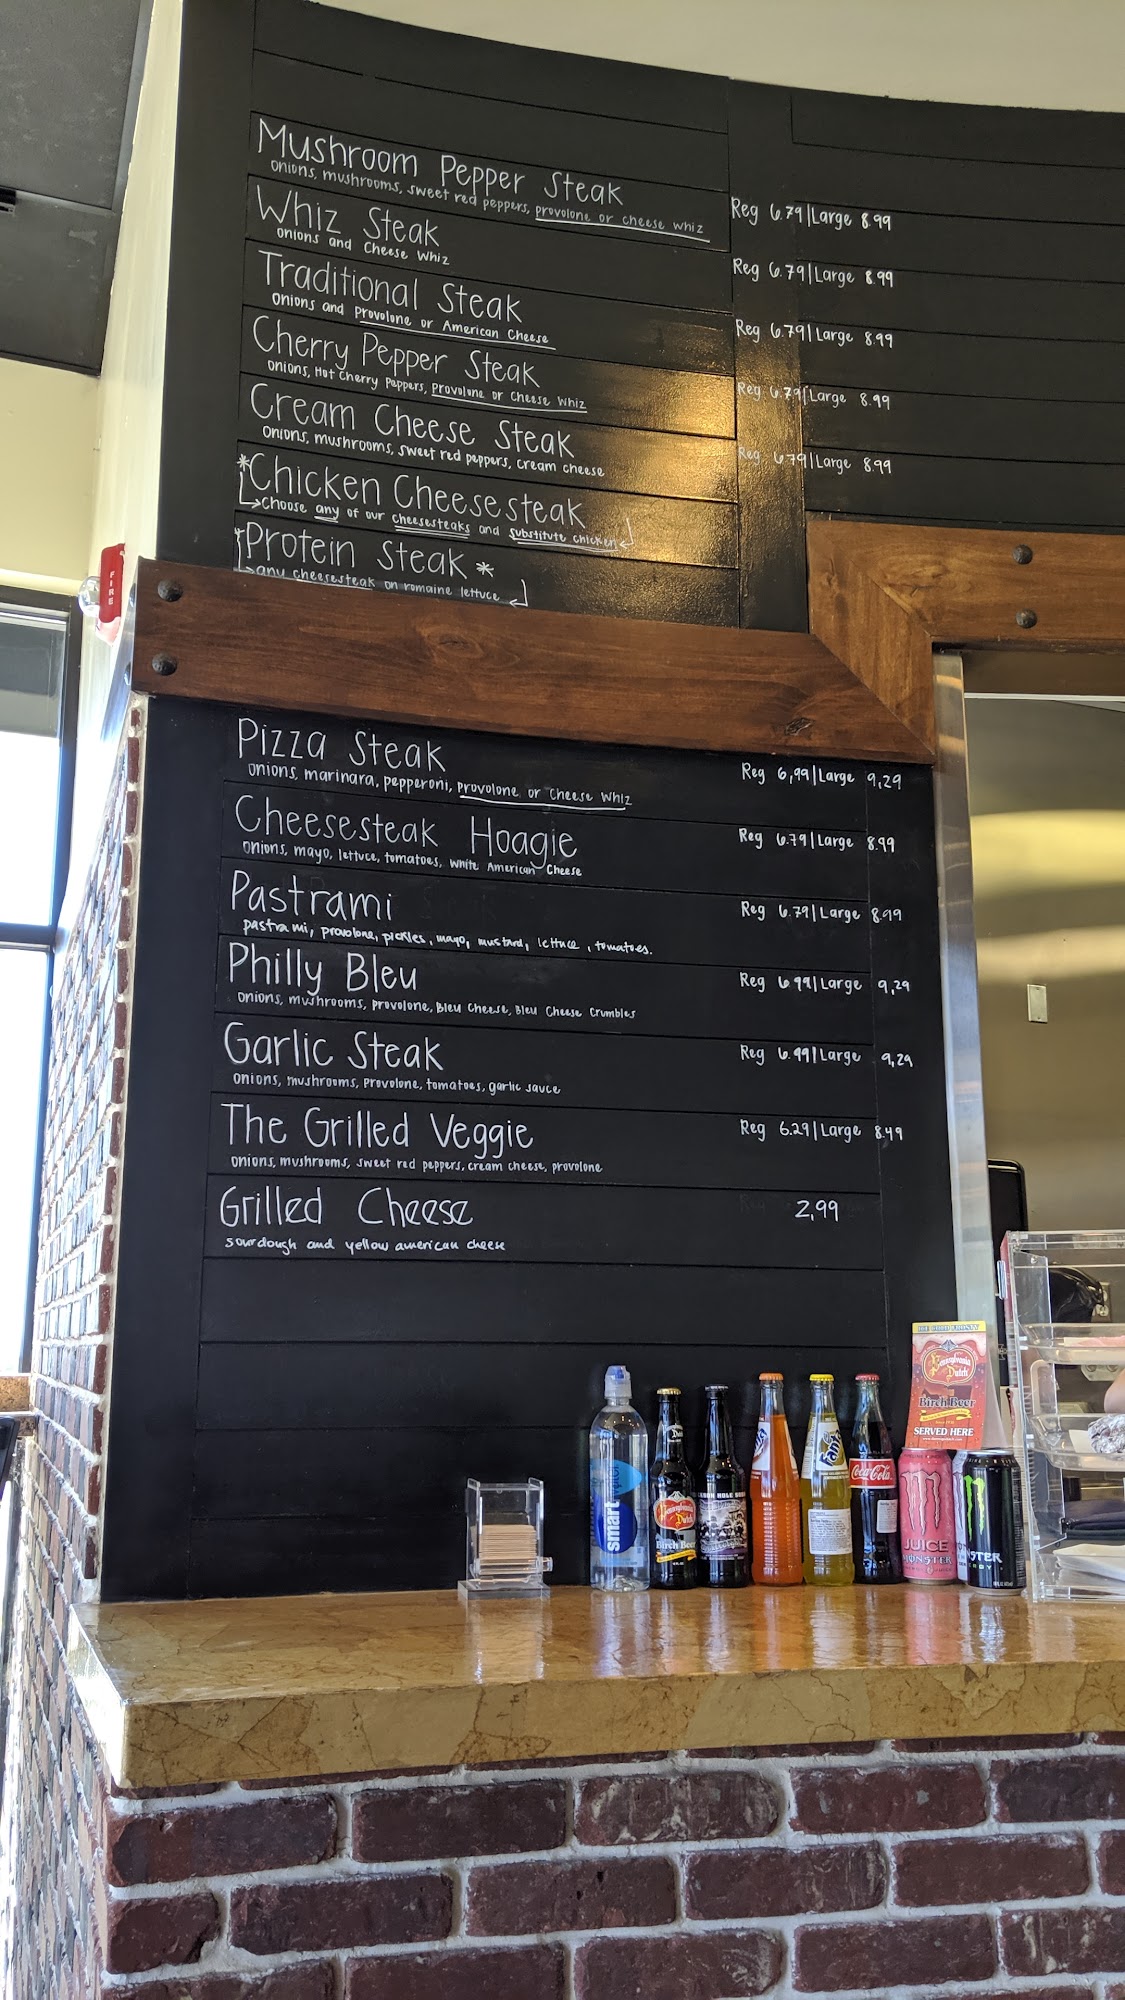 Mushroom Pepper Steak
onions, mushrooms, sweet red peppers, provolone or cheese whiz
Reg 6.79|Large 8.99
Whiz Steak
onions and Cheese Whiz
Reg 6.79|Large 8.99
Traditional Steak
onions and Provolone or American Cheese
Reg 6.79|Large 8.99
Cherry Pepper Steak
onions, Hot Cherry Peppers, Provolone or Cheese Whiz
Reg 6.79|Large 8.99
Cream Cheese Steak
onions, mushrooms, sweet red peppers, cream cheese
Reg 6.79|Large 8.99
*Chicken Cheesesteak
choose any of our cheesesteaks and substitute chicken
*Protein Steak*
any cheesesteak on romaine lettuce
FIRE
Pizza Steak
onions, marinara, pepperoni, provolone or Cheese Whiz
Reg 6,99|Large 9,29
Cheesesteak Hoagie
onions, mayo, lettuce, tomatoes, White American Cheese
Reg 6.79|Large 8.99
Pastrami
pastrami, provolone, pickles, mayo, mustard, lettuce, tomatoes.
Reg 6.79|Large 8.99
Philly Bleu
onions, mushrooms, provolone, Bleu Cheese, Bleu Cheese Crumbles
Reg 6.99|Large 9,29
Garlic Steak
onions, mushrooms, Provolone, tomatoes, garlic sauce
Reg 6.99|Large 9,29
The Grilled Veggie
onions, mushrooms, sweet red peppers, cream cheese, provolone
Reg 6.29|Large 8.49
Grilled Cheese
2,99
sourdough and yellow american cheese
Pennsylvania
Dutch
Birch Beer
SERVED HERE
smart
Pennsylvania
Dutch
Birch Beer
Fanta
Coca-Cola
JUICE
MONSTER
MONSTER
ENERGY